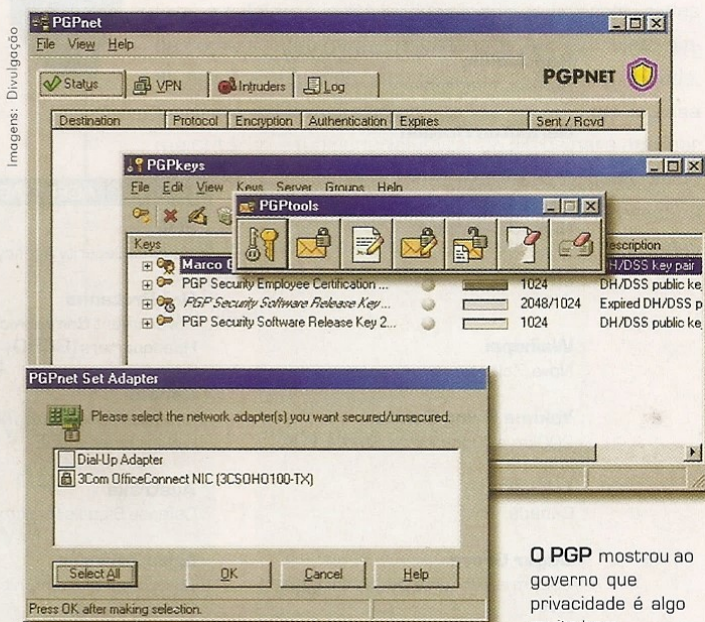 Imagens: Divulgação
PGPnet
File View Help
Status VPN Intruders Log
PGPNET
Destination Protocol Encryption Authentication Expires Sent / Rcvd
PGPkeys
File Edit View Keys Server Groups Help
PGPtools
Keys
Marco
DH/DSS key pair
PGP Security Employee Certification ... 1024 DH/DSS public ke
PGP Security Software Release Key... 2048/1024 Expired DH/DSS p
PGP Security Software Release Key 2... 1024 DH/DSS public ke
PGPnet Set Adapter
Please select the network adapter(s) you want secured/unsecured.
Dial-Up Adapter
3Com OfficeConnect NIC (3CSOHO100-TX)
Select All OK Cancel Help
Press OK after making selection.
O PGP mostrou ao
governo que
privacidade é algo